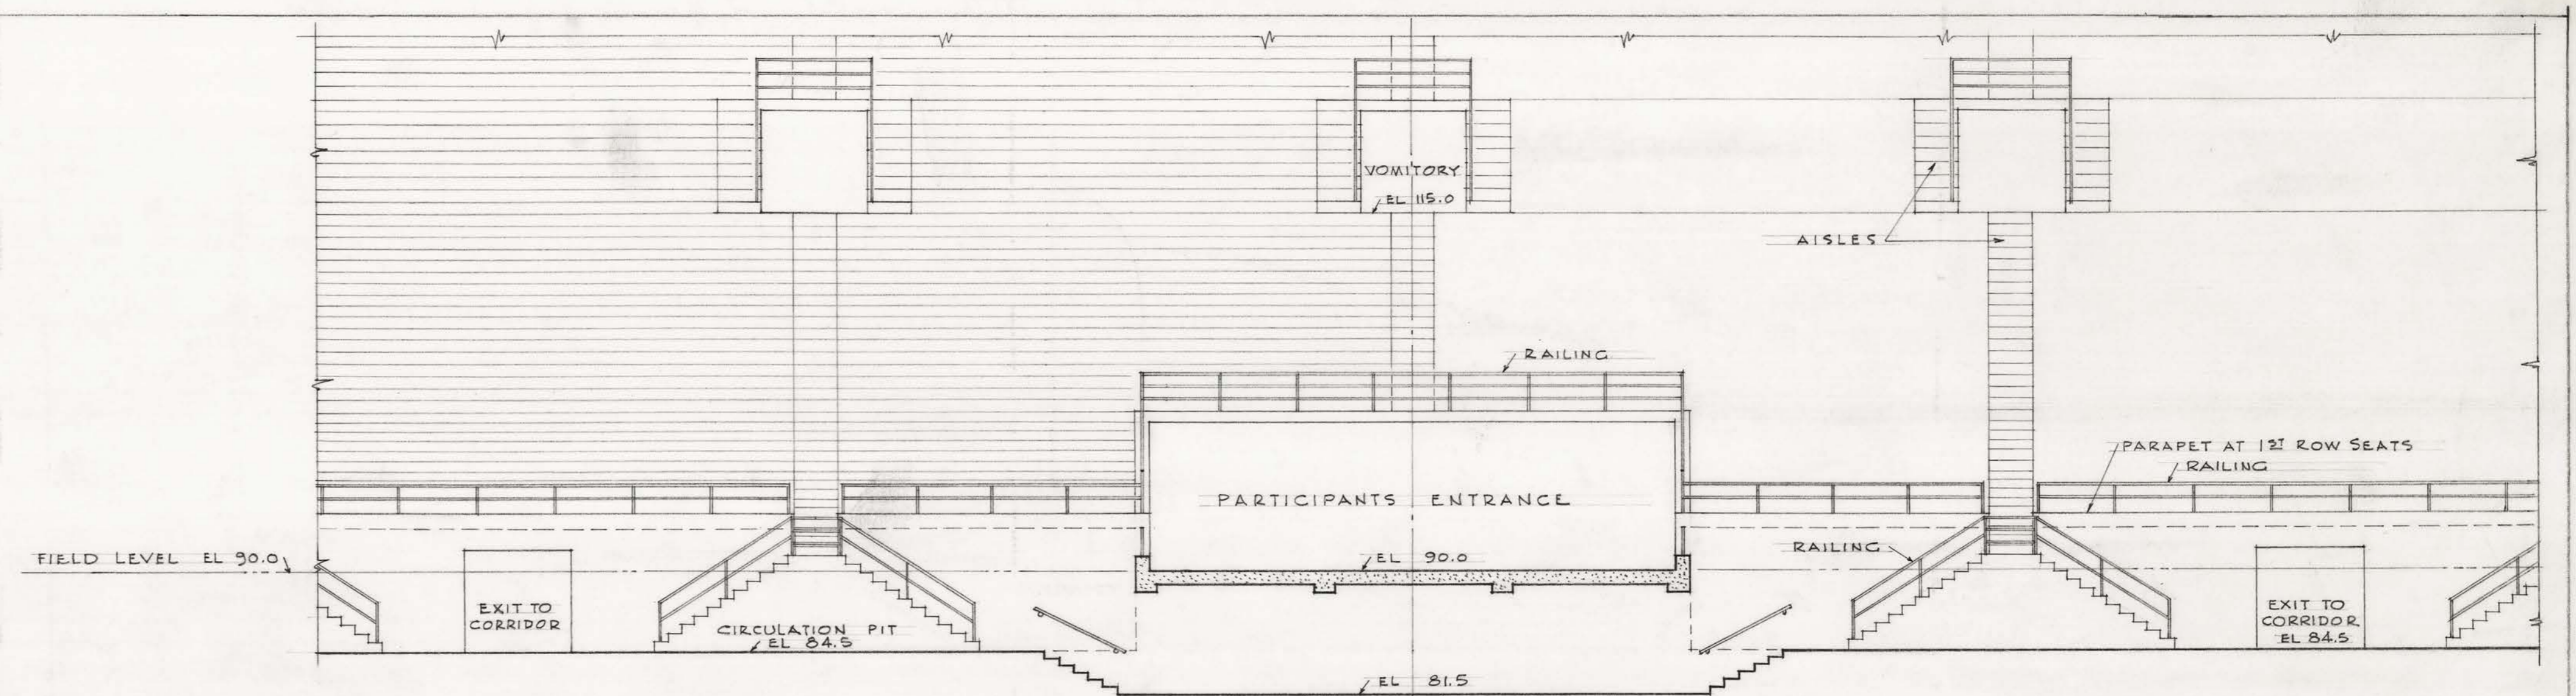 VOMITORY
EL 115.0
AISLES
RAILING
PARAPET AT 1ST ROW SEATS
RAILING
PARTICIPANTS ENTRANCE
FIELD LEVEL EL 90.0
EL 90.0
RAILING
EXIT TO
CORRIDOR
CIRCULATION PIT
EL 84.5
EXIT TO
CORRIDOR
EL 84.5
EL 81.5